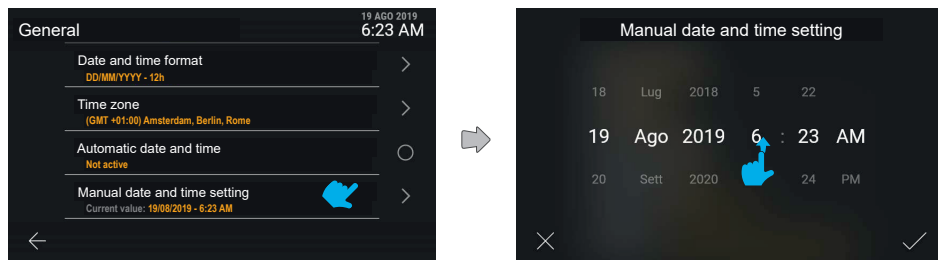 General
19 AGO 2019
6:23 AM
Date and time format
DD/MM/YYYY - 12h
Time zone
(GMT +01:00) Amsterdam, Berlin, Rome
Automatic date and time
Not active
Manual date and time setting
Current value: 19/08/2019 - 6:23 AM
Manual date and time setting
18 Lug 2018 5 22
19 Ago 2019 6 : 23 AM
20 Sett 2020 24 PM